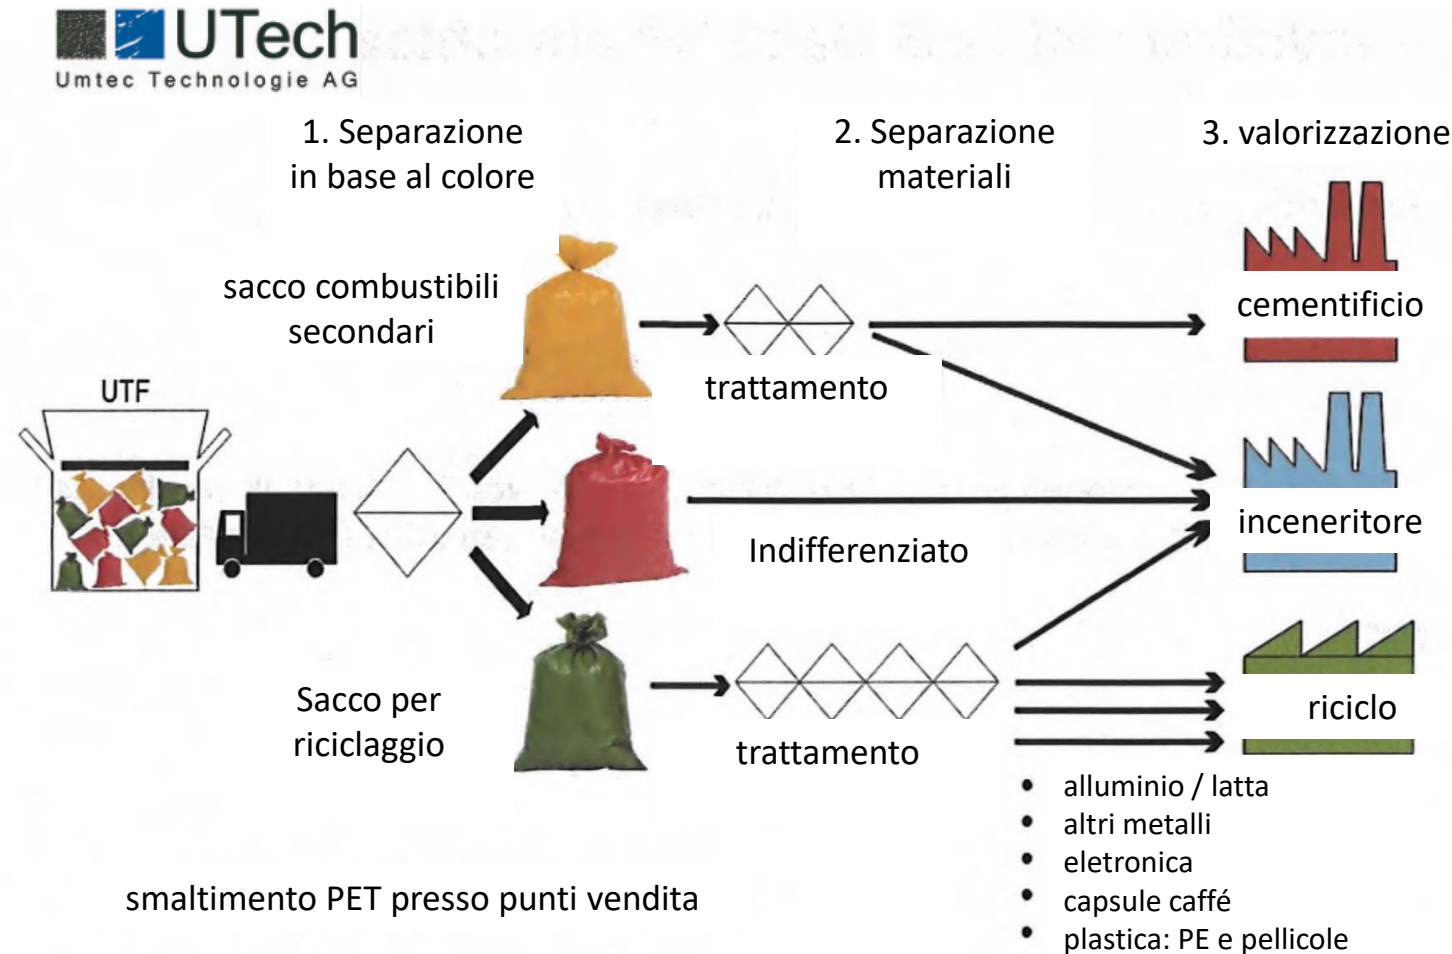 UTech
Umtec Technologie AG
1. Separazione
in base al colore
2. Separazione
materiali
3. valorizzazione
sacco combustibili
secondari
trattamento
cementificio
UTF
Indifferenziato
inceneritore
Sacco per
riciclaggio
trattamento
riciclo
alluminio / latta
altri metalli
eletronica
capsule caffé
plastica: PE e pellicole
smaltimento PET presso punti vendita